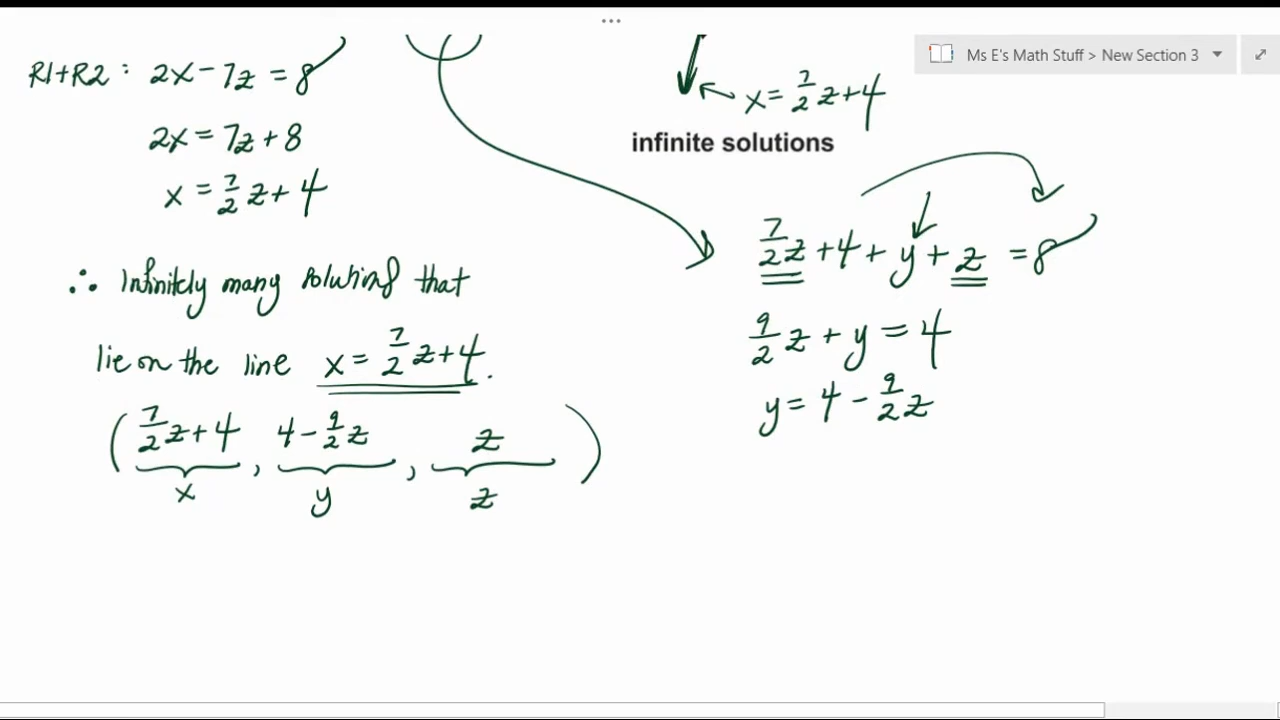 Ms E's Math Stuff > New Section 3
R1+R2 : 2x - 7z = 8
2x = 7z + 8
x = 7/2 z + 4
x = 7/2 z + 4
infinite solutions
∴ Infinitely many solutions that
lie on the line x = 7/2 z + 4.
(7/2 z + 4, 4 - 9/2 z, z)
x y z
7/2 z + 4 + y + z = 8
9/2 z + y = 4
y = 4 - 9/2 z